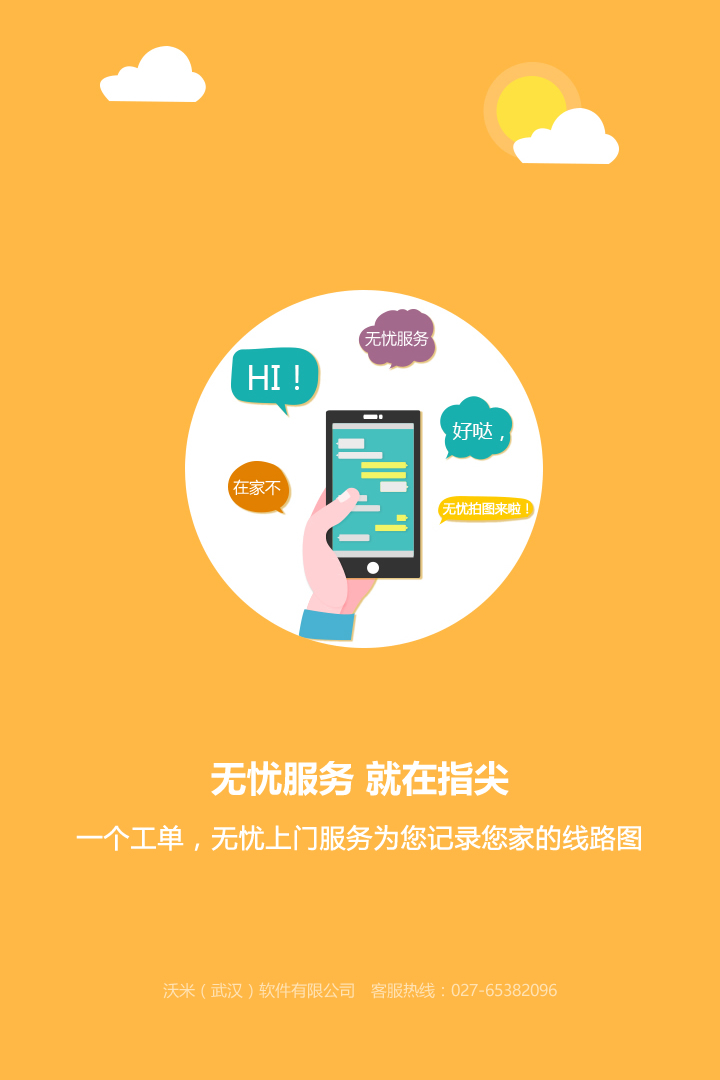 无忧服务
HI！
好哒，
在家不
无忧拍图来啦！
无忧服务 就在指尖
一个工单，无忧上门服务为您记录您家的线路图
沃米（武汉）软件有限公司 客服热线：027-65382096